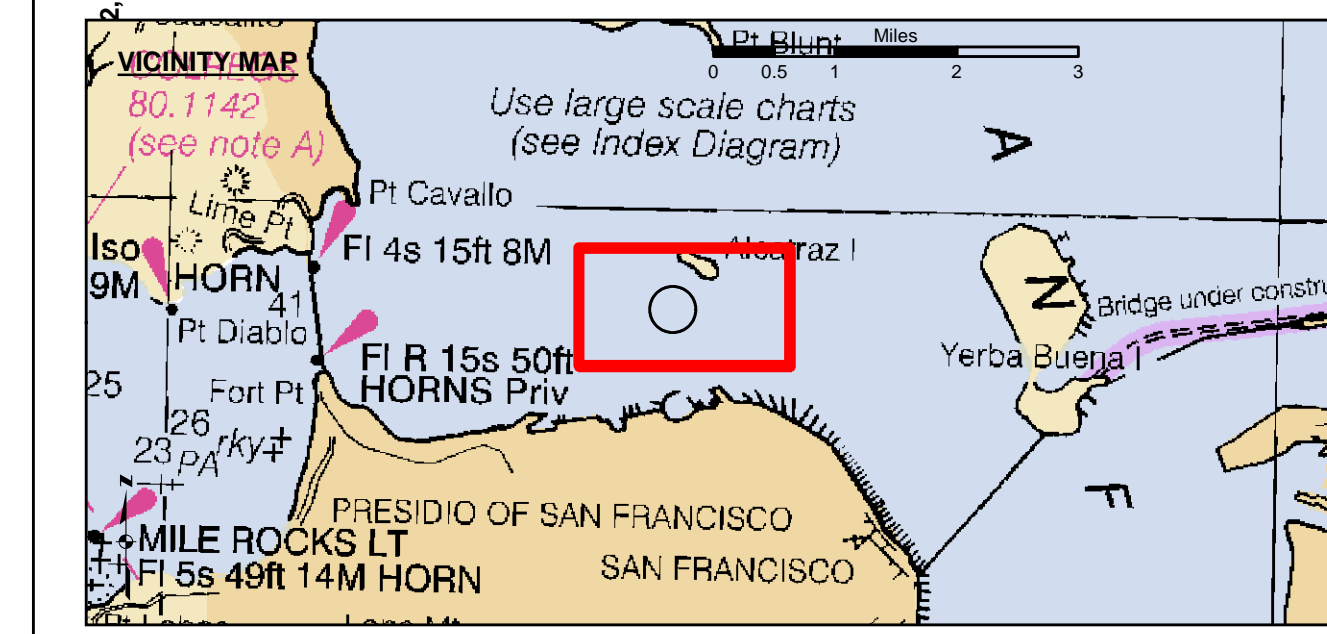 Pt Blunt
Miles
0 0.5 1 2 3
VICINITY MAP
COLREGS
80.1142
(see note A)
Use large scale charts
(see Index Diagram)
A
Lime Pt
Pt Cavallo
Iso
9M
HORN
Fl 4s 15ft 8M
Alcatraz I
41
Pt Diablo
N
Bridge under constru
Fl R 15s 50ft
HORNS Priv
Yerba Buena I
25
Fort Pt
26
23
PA
rky
N
F
PRESIDIO OF SAN FRANCISCO
MILE ROCKS LT
Fl 5s 49ft 14M HORN
SAN FRANCISCO